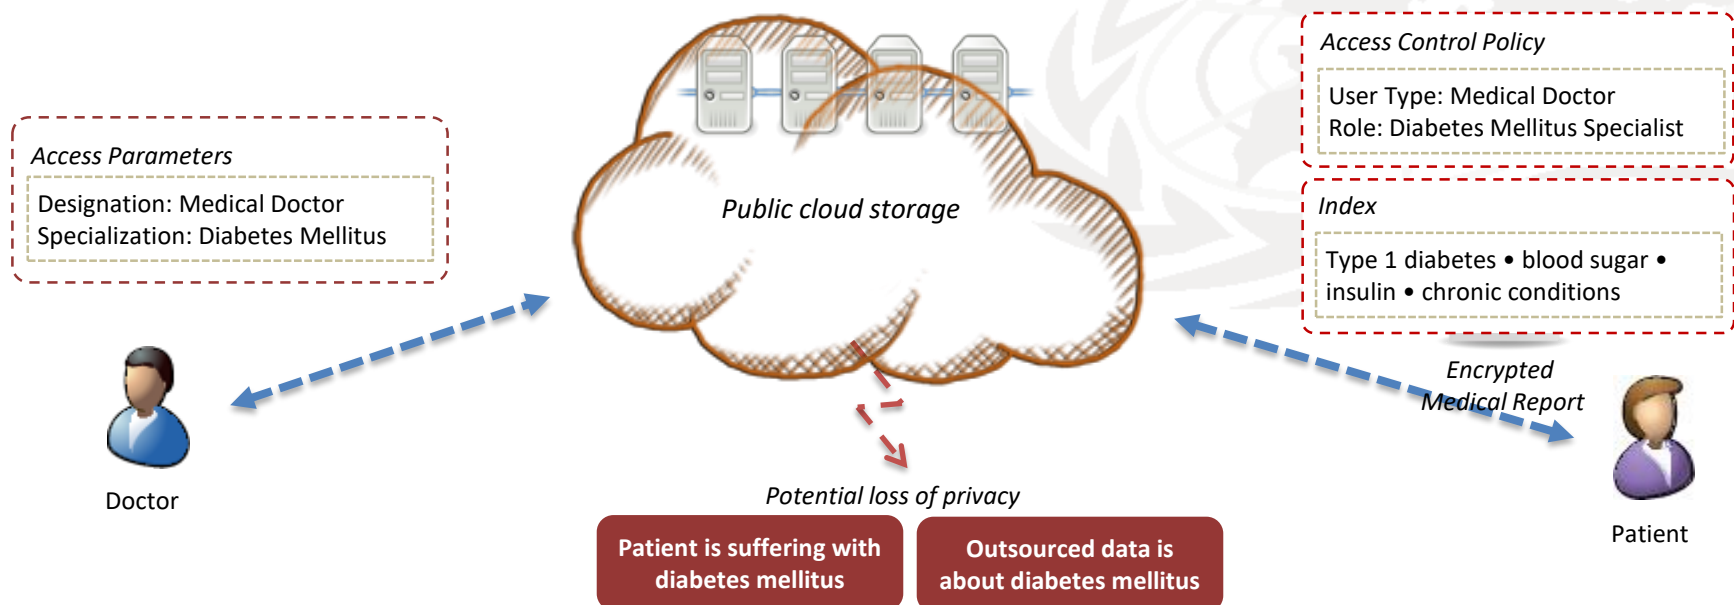 Access Parameters
Designation: Medical Doctor
Specialization: Diabetes Mellitus
Doctor
Public cloud storage
Potential loss of privacy
Patient is suffering with
diabetes mellitus
Outsourced data is
about diabetes mellitus
Access Control Policy
User Type: Medical Doctor
Role: Diabetes Mellitus Specialist
Index
Type 1 diabetes • blood sugar •
insulin • chronic conditions
Encrypted
Medical Report
Patient